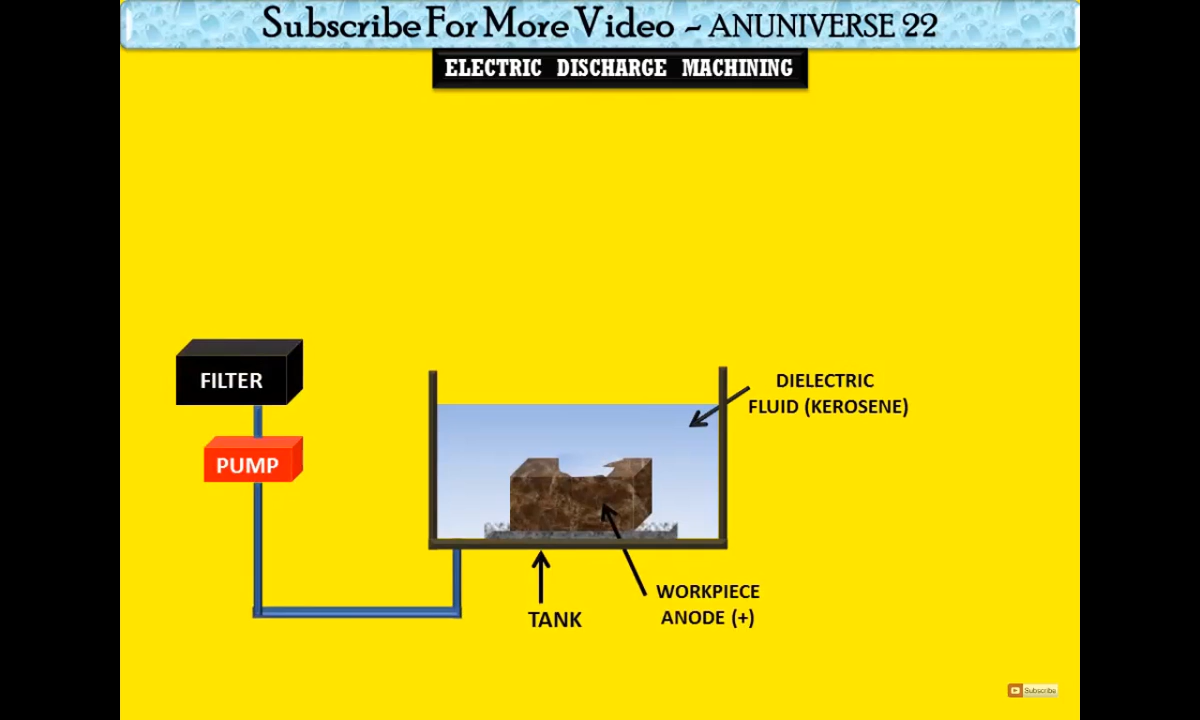 Subscribe For More Video ~ ANUNIVERSE 22
ELECTRIC DISCHARGE MACHINING
FILTER
PUMP
DIELECTRIC
FLUID (KEROSENE)
WORKPIECE
ANODE (+)
TANK
Subscribe